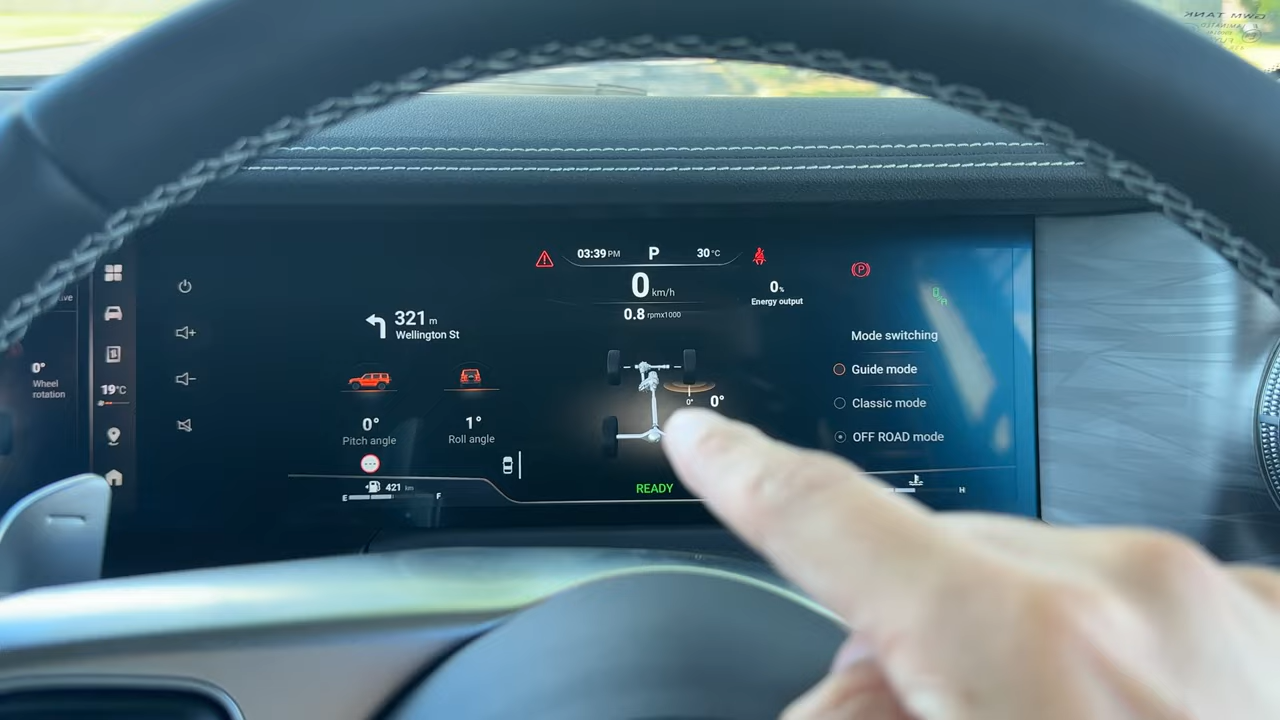 GWM TANK
03:39 PM
P
30°C
0 km/h
0.8 rpmx1000
0%
Energy output
321 m
Wellington St
0°
Wheel rotation
19°C
0°
Pitch angle
1°
Roll angle
0°
0°
Mode switching
Guide mode
Classic mode
OFF ROAD mode
E
421 km
F
READY
H